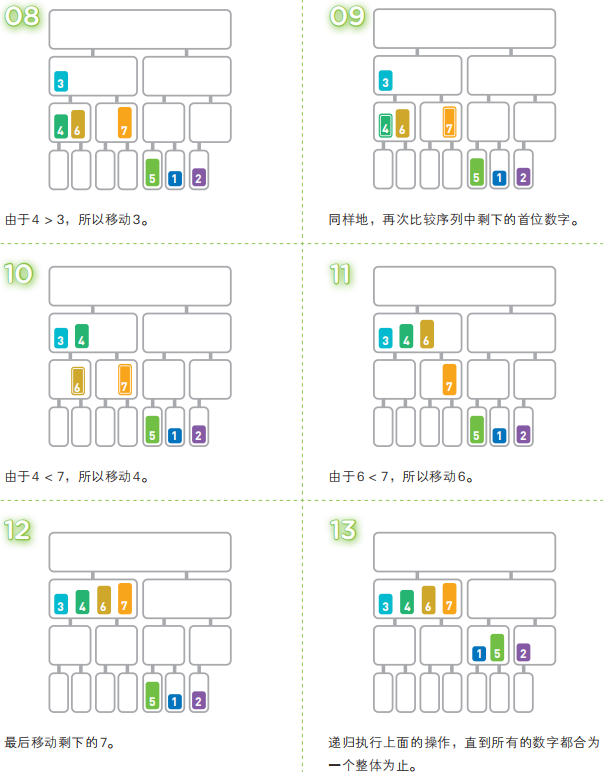 08
3
4 6 7
5 1 2
由于4 > 3，所以移动3。
09
3
4 6 7
5 1 2
同样地，再次比较序列中剩下的首位数字。
10
3 4
6 7
5 1 2
由于4 < 7，所以移动4。
11
3 4 6
7
5 1 2
由于6 < 7，所以移动6。
12
3 4 6 7
5 1 2
最后移动剩下的7。
13
3 4 6 7
1 5 2
递归执行上面的操作，直到所有的数字都合为
一个整体为止。